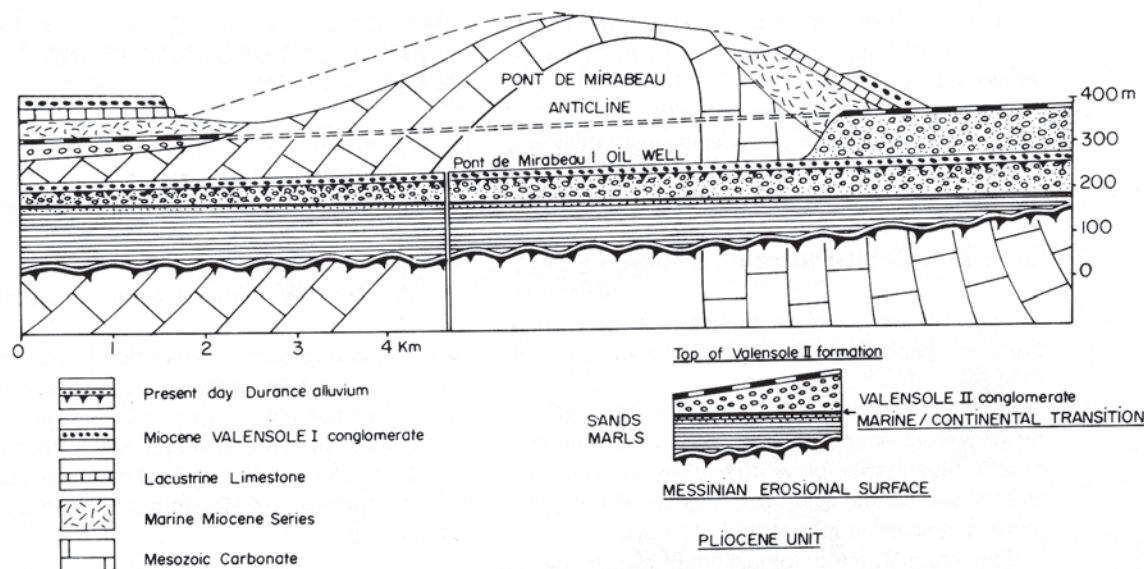 PONT DE MIRABEAU
ANTICLINE
Pont de Mirabeau I OIL WELL
400 m
300
200
100
0
0 1 2 4 Km
Present day Durance alluvium
Miocene VALENSOLE I conglomerate
Lacustrine Limestone
Marine Miocene Series
Mesozoic Carbonate
Top of Valensole II formation
SANDS
MARLS
VALENSOLE II conglomerate
MARINE / CONTINENTAL TRANSITION
MESSINIAN EROSIONAL SURFACE
PLIOCENE UNIT